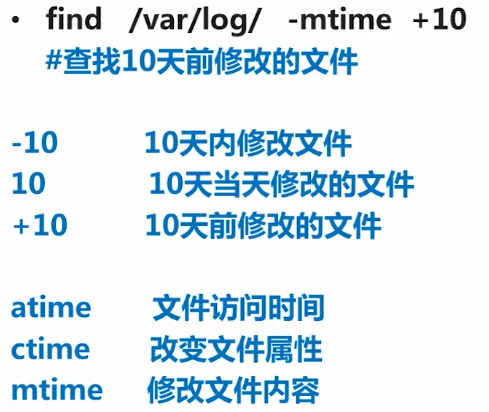 • find /var/log/ -mtime +10
#查找10天前修改的文件
-10 10天内修改文件
10 10天当天修改的文件
+10 10天前修改的文件
atime 文件访问时间
ctime 改变文件属性
mtime 修改文件内容